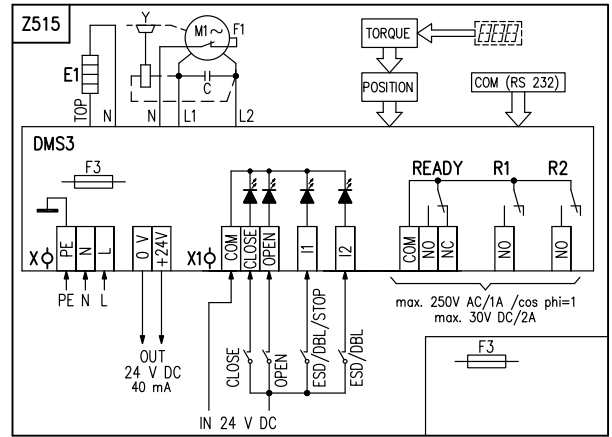 Z515
Y
M1~
F1
E1
C
TOP
N
N
L1
L2
TORQUE
POSITION
COM (RS 232)
DMS3
F3
READY
R1
R2
X
PE
N
L
0 V
+24V
X1
COM
CLOSE
OPEN
I1
I2
COM
NO
NC
NO
NO
PE N L
OUT
24 V DC
40 mA
CLOSE
OPEN
ESD/DBL/STOP
ESD/DBL
IN 24 V DC
max. 250V AC/1A /cos phi=1
max. 30V DC/2A
F3